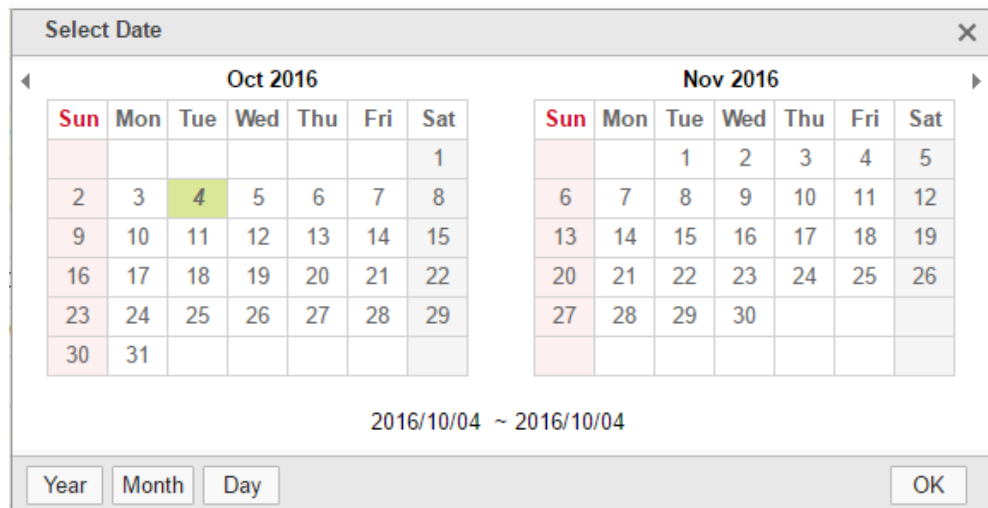 Select Date ×
Oct 2016 Nov 2016
Sun Mon Tue Wed Thu Fri Sat Sun Mon Tue Wed Thu Fri Sat
1 1 2 3 4 5
2 3 4 5 6 7 8 6 7 8 9 10 11 12
9 10 11 12 13 14 15 13 14 15 16 17 18 19
16 17 18 19 20 21 22 20 21 22 23 24 25 26
23 24 25 26 27 28 29 27 28 29 30
30 31
2016/10/04 ~ 2016/10/04
Year Month Day OK